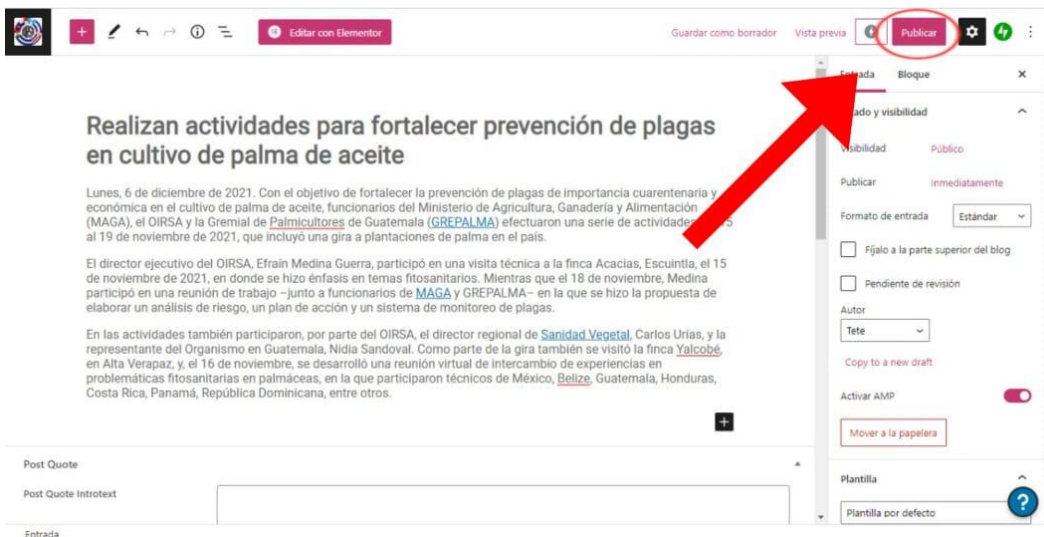 Editar con Elementor
Guardar como borrador
Vista previa
Publicar
Realizan actividades para fortalecer prevención de plagas
en cultivo de palma de aceite
Lunes, 6 de diciembre de 2021. Con el objetivo de fortalecer la prevención de plagas de importancia cuarentenaria y
económica en el cultivo de palma de aceite, funcionarios del Ministerio de Agricultura, Ganadería y Alimentación
(MAGA), el OIRSA y la Gremial de Palmicultores de Guatemala (GREPALMA) efectuaron una serie de actividades
al 19 de noviembre de 2021, que incluyó una gira a plantaciones de palma en el país.
El director ejecutivo del OIRSA, Efraín Medina Guerra, participó en una visita técnica a la finca Acacias, Escuintla, el 15
de noviembre de 2021, en donde se hizo énfasis en temas fitosanitarios. Mientras que el 18 de noviembre, Medina
participó en una reunión de trabajo –junto a funcionarios de MAGA y GREPALMA– en la que se hizo la propuesta de
elaborar un análisis de riesgo, un plan de acción y un sistema de monitoreo de plagas.
En las actividades también participaron, por parte del OIRSA, el director regional de Sanidad Vegetal, Carlos Urías, y la
representante del Organismo en Guatemala, Nidia Sandoval. Como parte de la gira también se visitó la finca Yalcobé,
en Alta Verapaz, y, el 16 de noviembre, se desarrolló una reunión virtual de intercambio de experiencias en
problemáticas fitosanitarias en palmáceas, en la que participaron técnicos de México, Belize, Guatemala, Honduras,
Costa Rica, Panamá, República Dominicana, entre otros.
Post Quote
Post Quote Introtext
Entrada
Entrada
Bloque
y visibilidad
Visibilidad
Público
Publicar
Inmediatamente
Formato de entrada
Estándar
Fíjalo a la parte superior del blog
Pendiente de revisión
Autor
Tete
Copy to a new draft
Activar AMP
Mover a la papelera
Plantilla
Plantilla por defecto
?